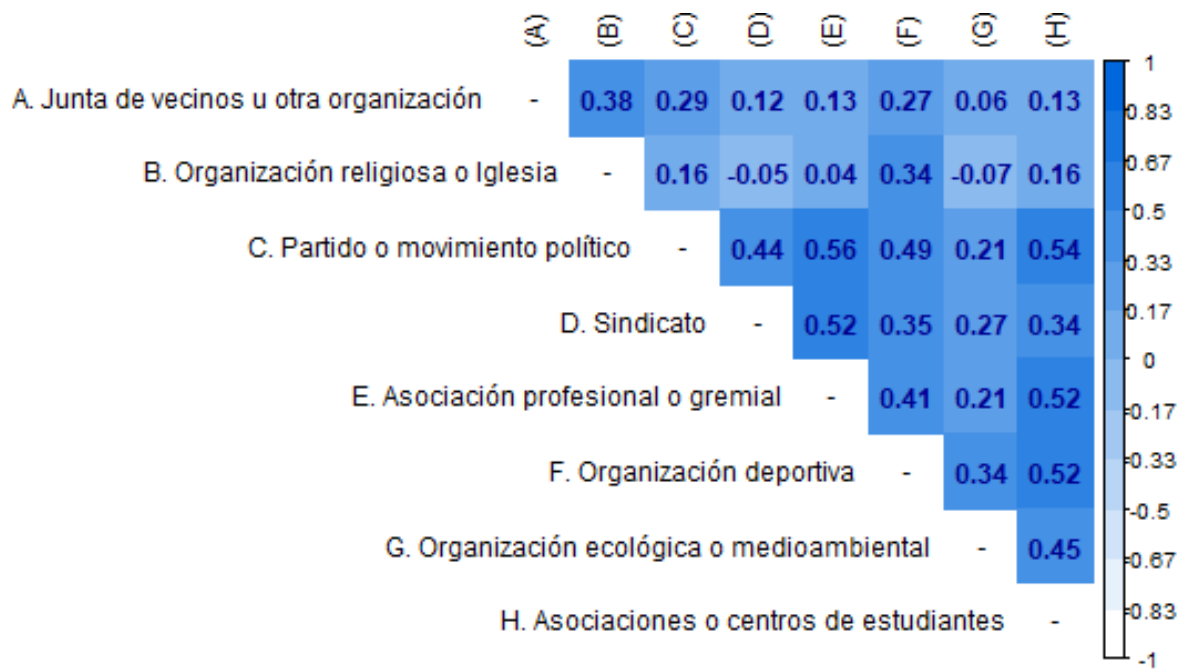 (A) (B) (C) (D) (E) (F) (G) (H)
A. Junta de vecinos u otra organización - 0.38 0.29 0.12 0.13 0.27 0.06 0.13
B. Organización religiosa o Iglesia - 0.16 -0.05 0.04 0.34 -0.07 0.16
C. Partido o movimiento político - 0.44 0.56 0.49 0.21 0.54
D. Sindicato - 0.52 0.35 0.27 0.34
E. Asociación profesional o gremial - 0.41 0.21 0.52
F. Organización deportiva - 0.34 0.52
G. Organización ecológica o medioambiental - 0.45
H. Asociaciones o centros de estudiantes -
1
0.83
0.67
0.5
0.33
0.17
0
-0.17
-0.33
-0.5
-0.67
-0.83
-1